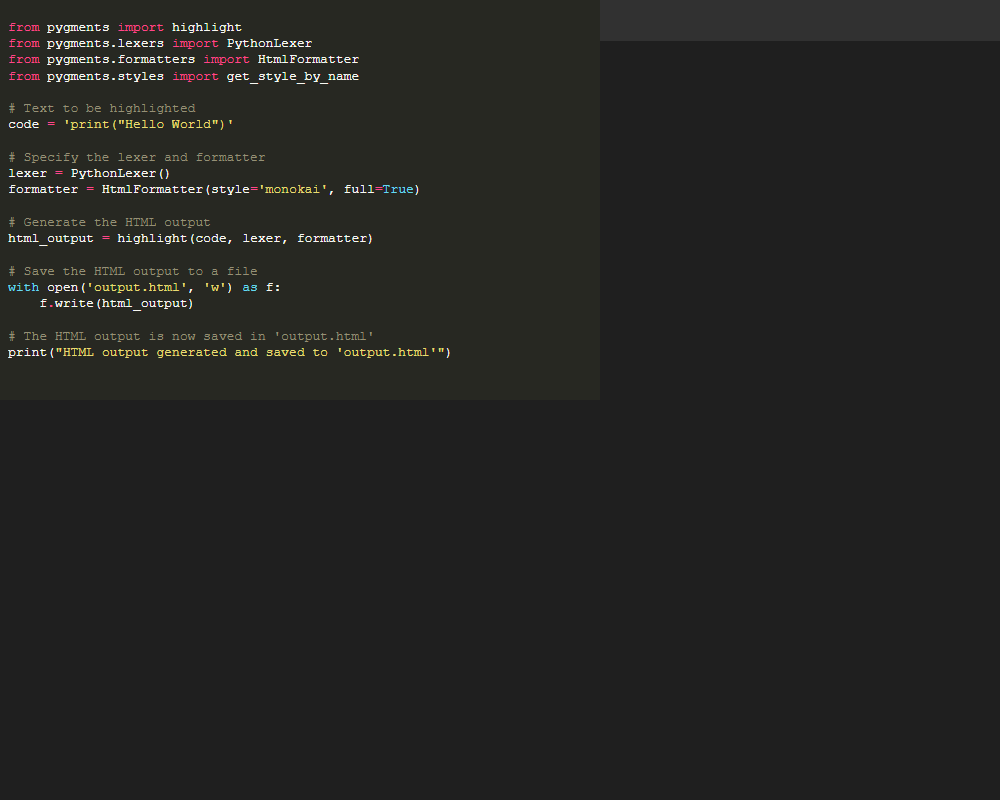 from pygments import highlight
from pygments.lexers import PythonLexer
from pygments.formatters import HtmlFormatter
from pygments.styles import get_style_by_name
# Text to be highlighted
code = 'print("Hello World")'
# Specify the lexer and formatter
lexer = PythonLexer()
formatter = HtmlFormatter(style='monokai', full=True)
# Generate the HTML output
html_output = highlight(code, lexer, formatter)
# Save the HTML output to a file
with open('output.html', 'w') as f:
    f.write(html_output)
# The HTML output is now saved in 'output.html'
print("HTML output generated and saved to 'output.html'")